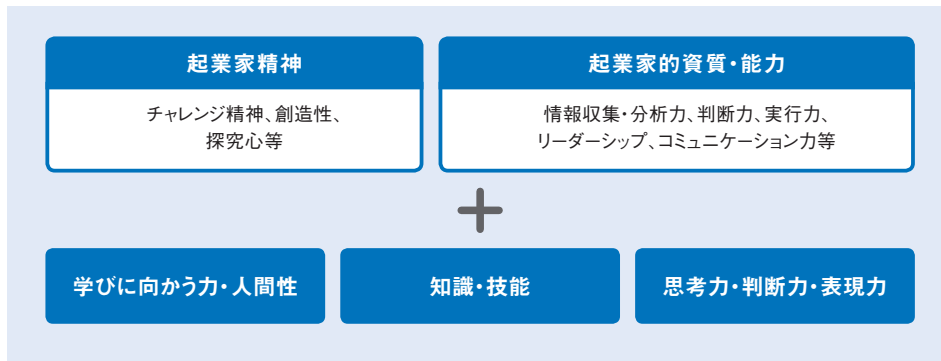 起業家精神
チャレンジ精神、創造性、
探究心等
起業家的資質・能力
情報収集・分析力、判断力、実行力、
リーダーシップ、コミュニケーション力等
+
学びに向かう力・人間性
知識・技能
思考力・判断力・表現力